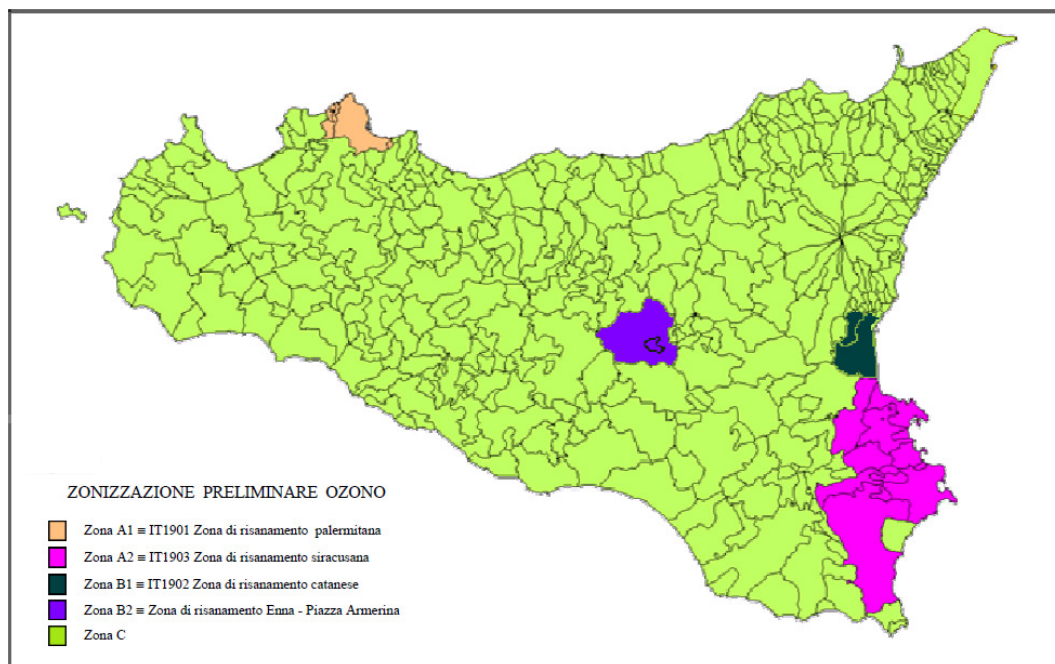 ZONIZZAZIONE PRELIMINARE OZONO
Zona A1 ≡ IT1901 Zona di risanamento palermitana
Zona A2 ≡ IT1903 Zona di risanamento siracusana
Zona B1 ≡ IT1902 Zona di risanamento catanese
Zona B2 ≡ Zona di risanamento Enna - Piazza Armerina
Zona C